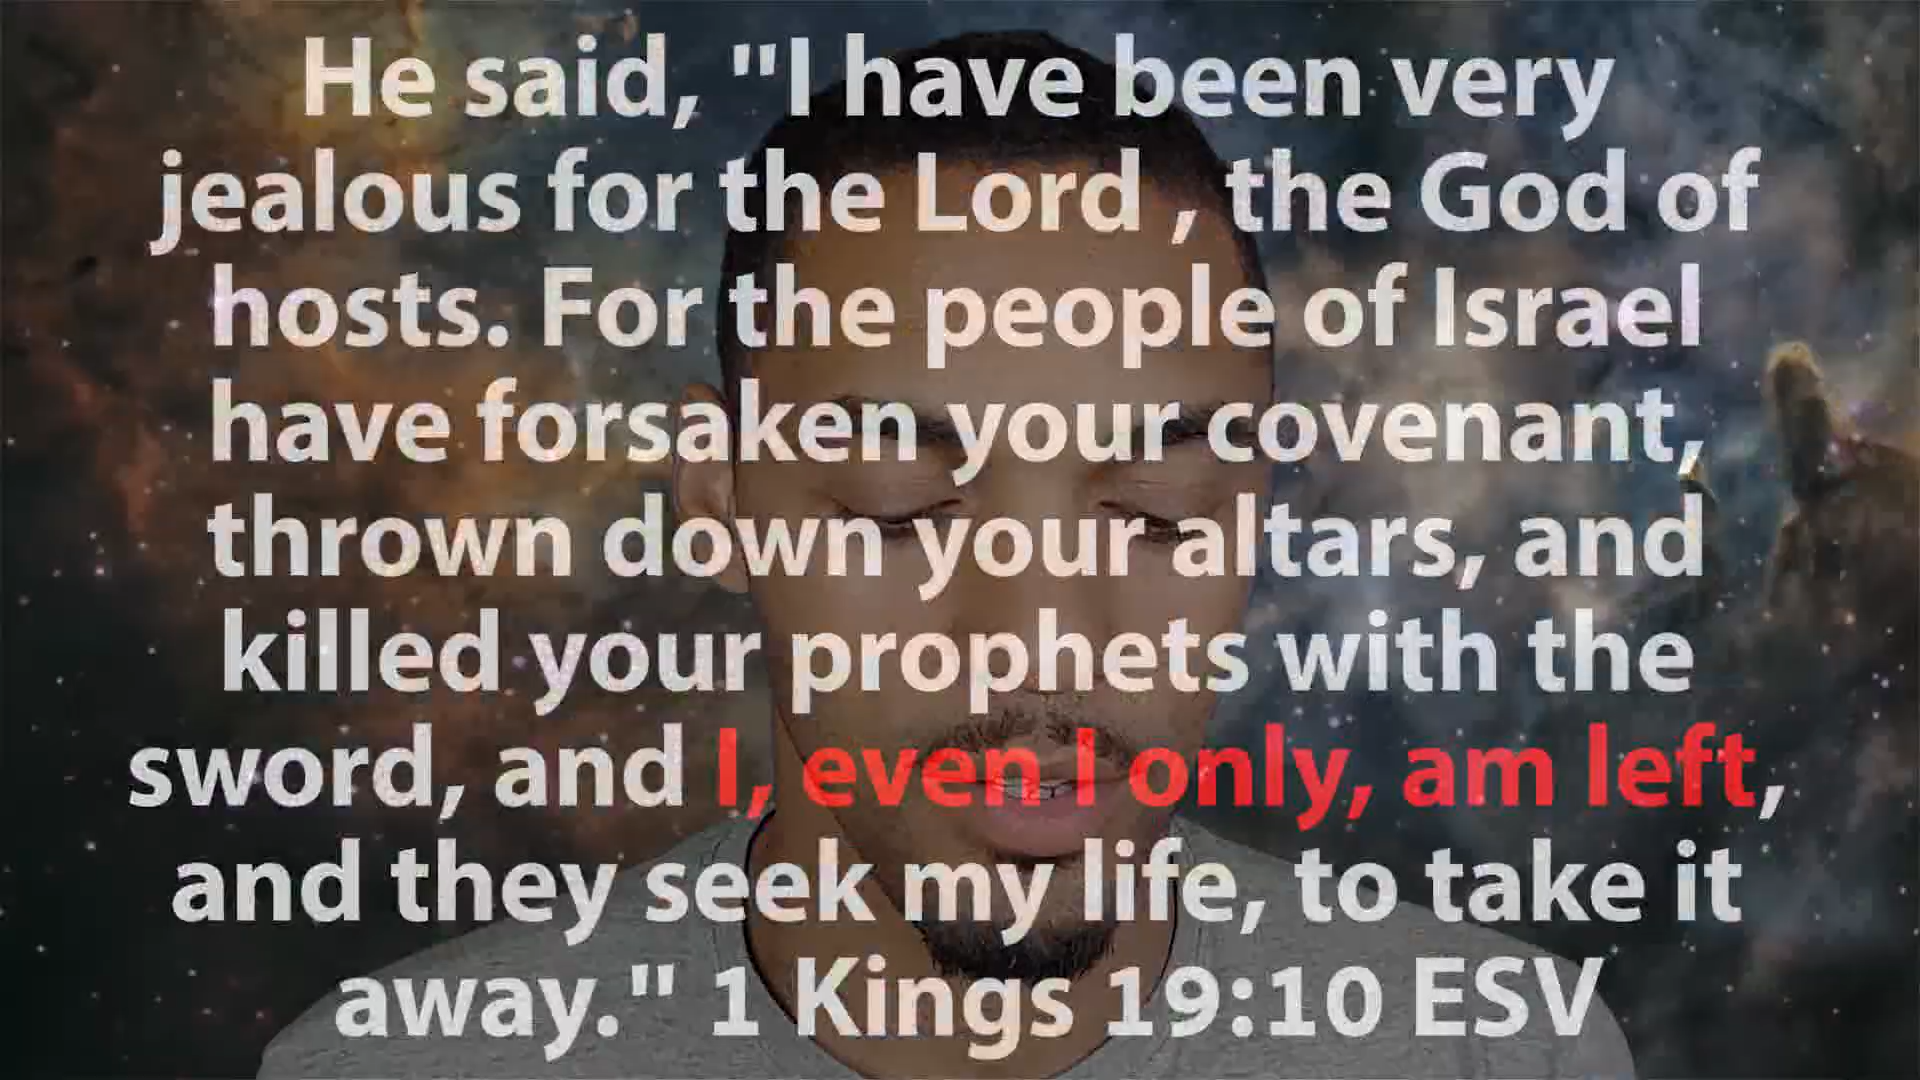 He said, "I have been very
jealous for the Lord , the God of
hosts. For the people of Israel
have forsaken your covenant,
thrown down your altars, and
killed your prophets with the
sword, and I, even I only, am left,
and they seek my life, to take it
away." 1 Kings 19:10 ESV